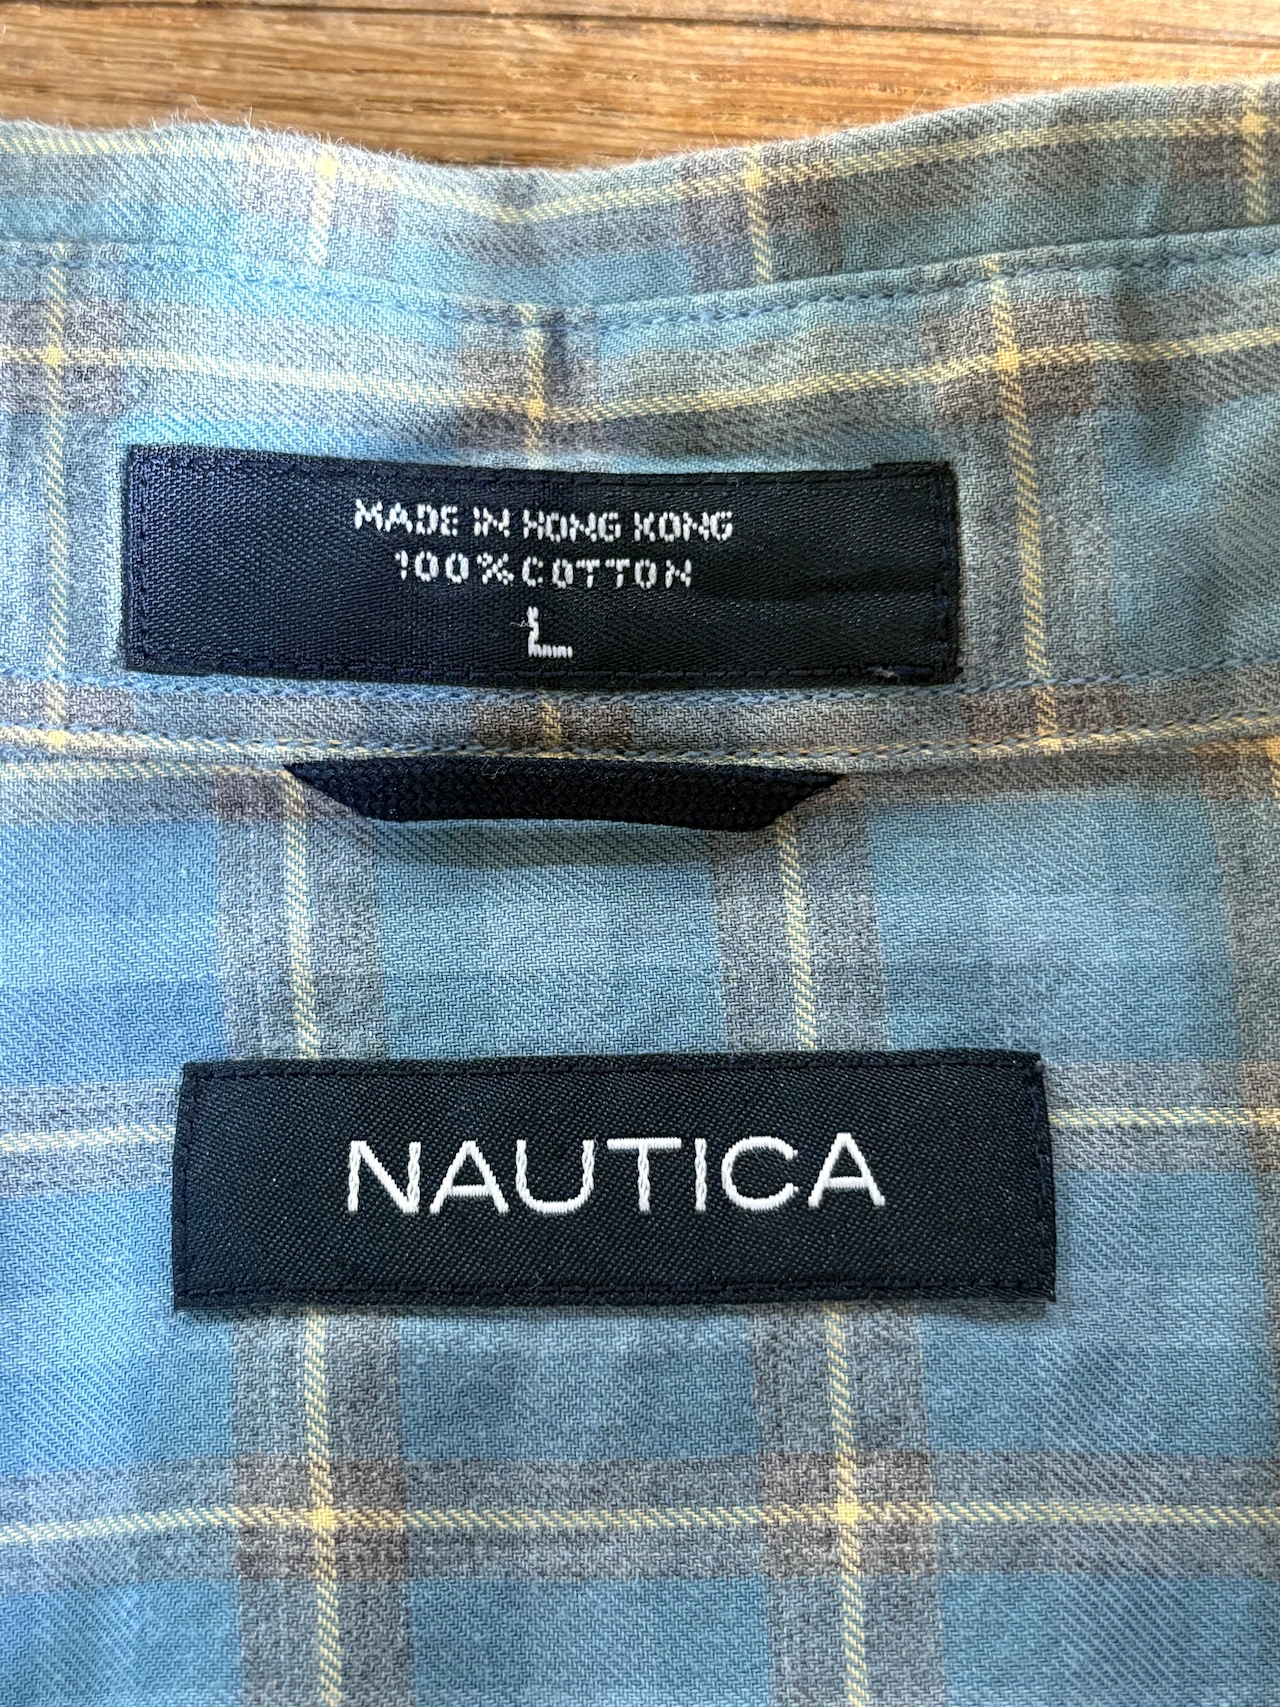 MADE IN HONG KONG
100% COTTON
L
NAUTICA